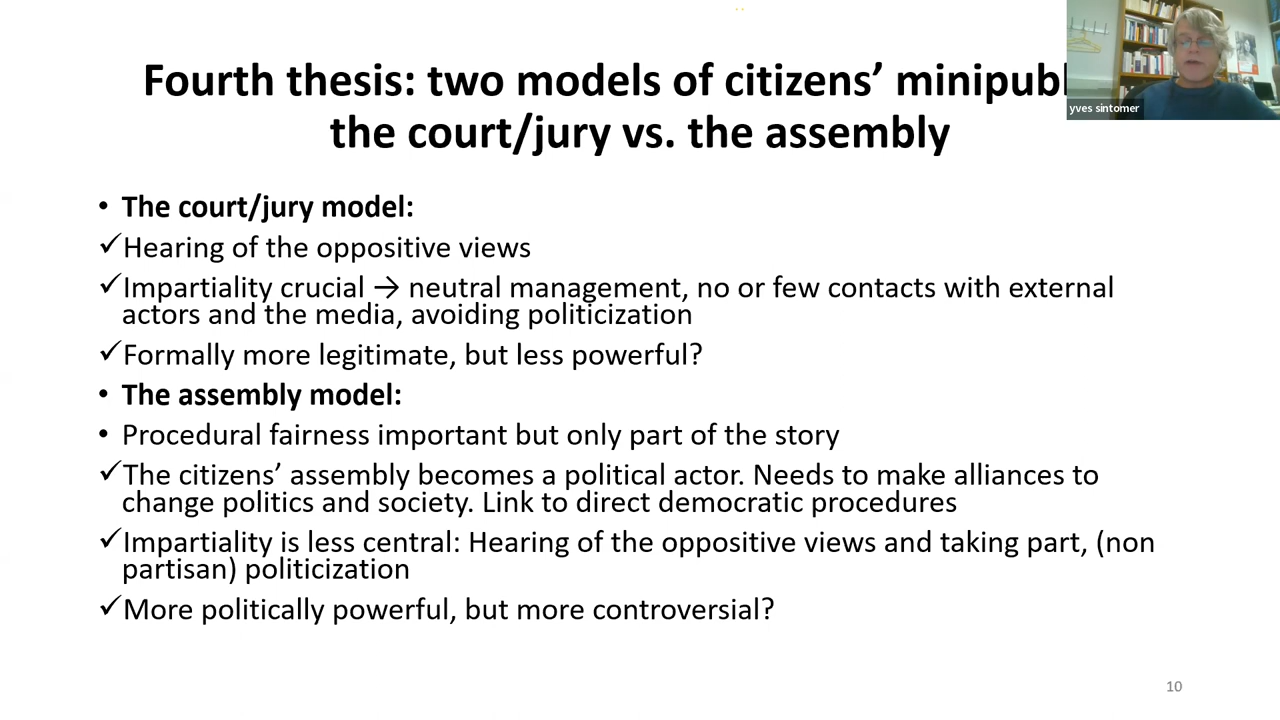 Fourth thesis: two models of citizens’ minipubl
the court/jury vs. the assembly
yves sintomer
• The court/jury model:
✓Hearing of the oppositive views
✓Impartiality crucial → neutral management, no or few contacts with external
actors and the media, avoiding politicization
✓Formally more legitimate, but less powerful?
• The assembly model:
• Procedural fairness important but only part of the story
✓The citizens’ assembly becomes a political actor. Needs to make alliances to
change politics and society. Link to direct democratic procedures
✓Impartiality is less central: Hearing of the oppositive views and taking part, (non
partisan) politicization
✓More politically powerful, but more controversial?
10